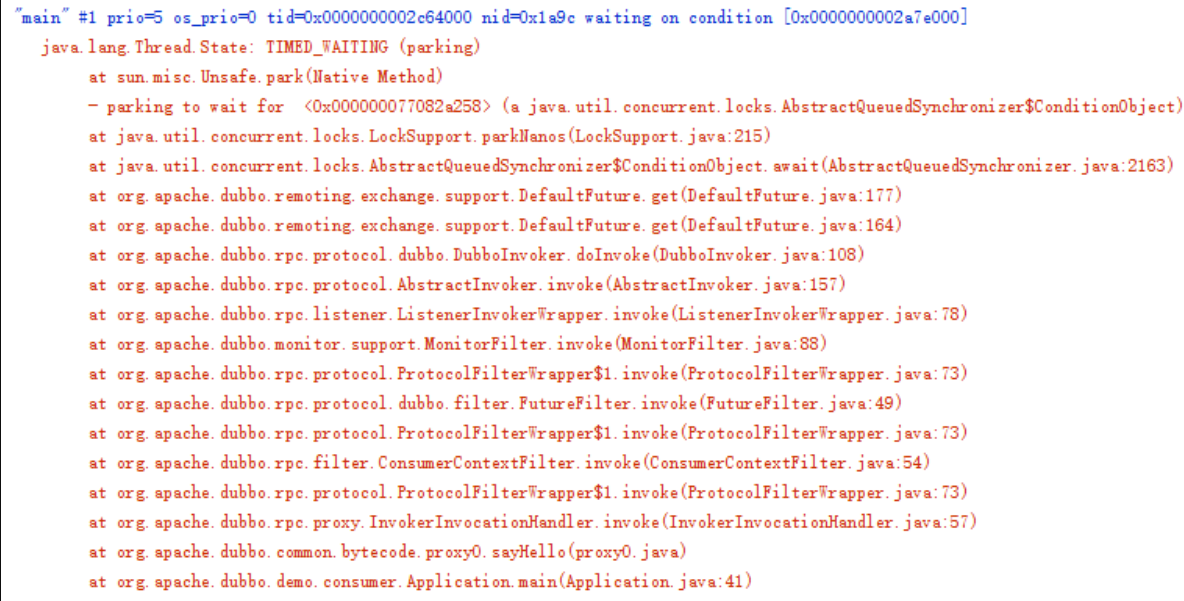 "main" #1 prio=5 os_prio=0 tid=0x0000000002c64000 nid=0x1a9c waiting on condition [0x0000000002a7e000]
java.lang.Thread.State: TIMED_WAITING (parking)
at sun.misc.Unsafe.park(Native Method)
- parking to wait for <0x000000077082a258> (a java.util.concurrent.locks.AbstractQueuedSynchronizer$ConditionObject)
at java.util.concurrent.locks.LockSupport.parkNanos(LockSupport.java:215)
at java.util.concurrent.locks.AbstractQueuedSynchronizer$ConditionObject.await(AbstractQueuedSynchronizer.java:2163)
at org.apache.dubbo.remoting.exchange.support.DefaultFuture.get(DefaultFuture.java:177)
at org.apache.dubbo.remoting.exchange.support.DefaultFuture.get(DefaultFuture.java:164)
at org.apache.dubbo.rpc.protocol.dubbo.DubboInvoker.doInvoke(DubboInvoker.java:108)
at org.apache.dubbo.rpc.protocol.AbstractInvoker.invoke(AbstractInvoker.java:157)
at org.apache.dubbo.rpc.listener.ListenerInvokerWrapper.invoke(ListenerInvokerWrapper.java:78)
at org.apache.dubbo.monitor.support.MonitorFilter.invoke(MonitorFilter.java:88)
at org.apache.dubbo.rpc.protocol.ProtocolFilterWrapper$1.invoke(ProtocolFilterWrapper.java:73)
at org.apache.dubbo.rpc.protocol.dubbo.filter.FutureFilter.invoke(FutureFilter.java:49)
at org.apache.dubbo.rpc.protocol.ProtocolFilterWrapper$1.invoke(ProtocolFilterWrapper.java:73)
at org.apache.dubbo.rpc.filter.ConsumerContextFilter.invoke(ConsumerContextFilter.java:54)
at org.apache.dubbo.rpc.protocol.ProtocolFilterWrapper$1.invoke(ProtocolFilterWrapper.java:73)
at org.apache.dubbo.rpc.proxy.InvokerInvocationHandler.invoke(InvokerInvocationHandler.java:57)
at org.apache.dubbo.common.bytecode.proxy0.sayHello(proxy0.java)
at org.apache.dubbo.demo.consumer.Application.main(Application.java:41)